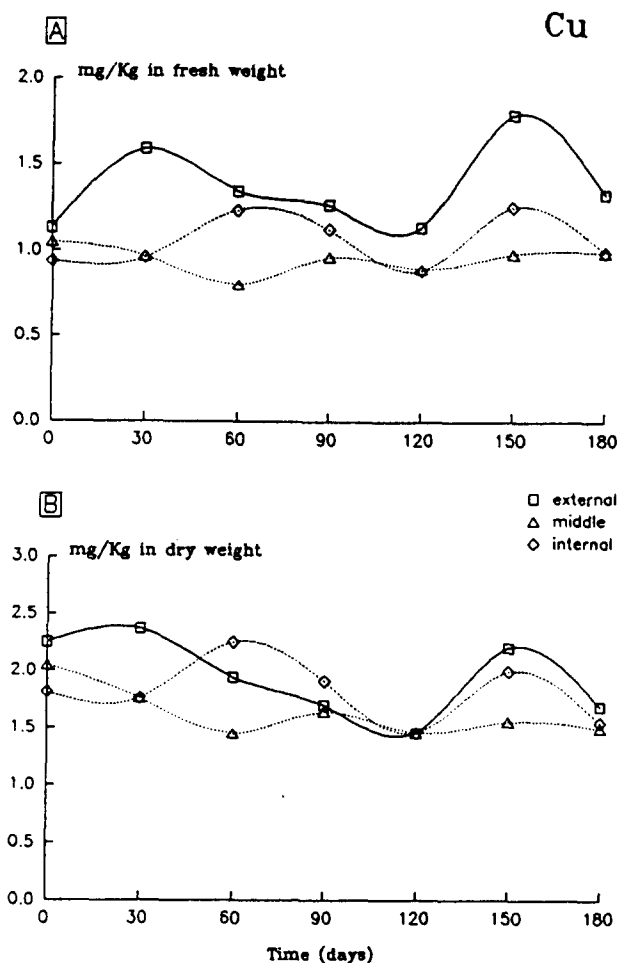 A
Cu
mg/Kg in fresh weight
2.0
1.5
1.0
0.5
0.0
0 30 60 90 120 150 180
B
external
middle
internal
mg/Kg in dry weight
3.0
2.5
2.0
1.5
1.0
0.5
0.0
0 30 60 90 120 150 180
Time (days)